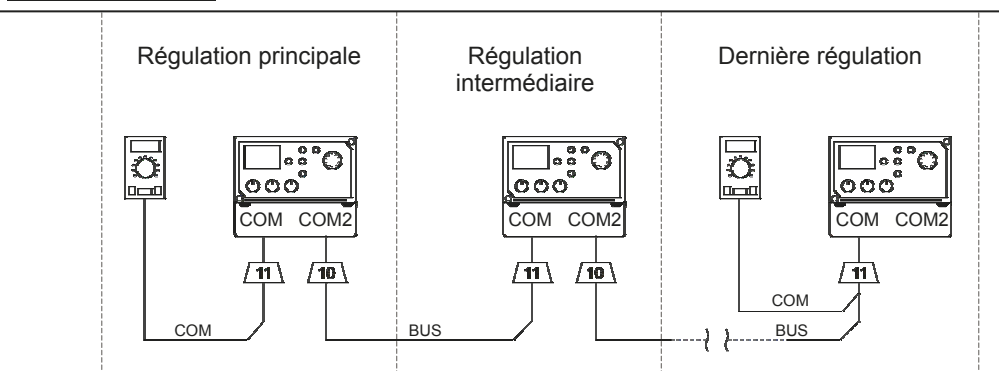 Régulation principale
Régulation
intermédiaire
Dernière régulation
COM COM2
COM COM2
COM COM2
11 10
11 10
11
COM
BUS
COM
BUS